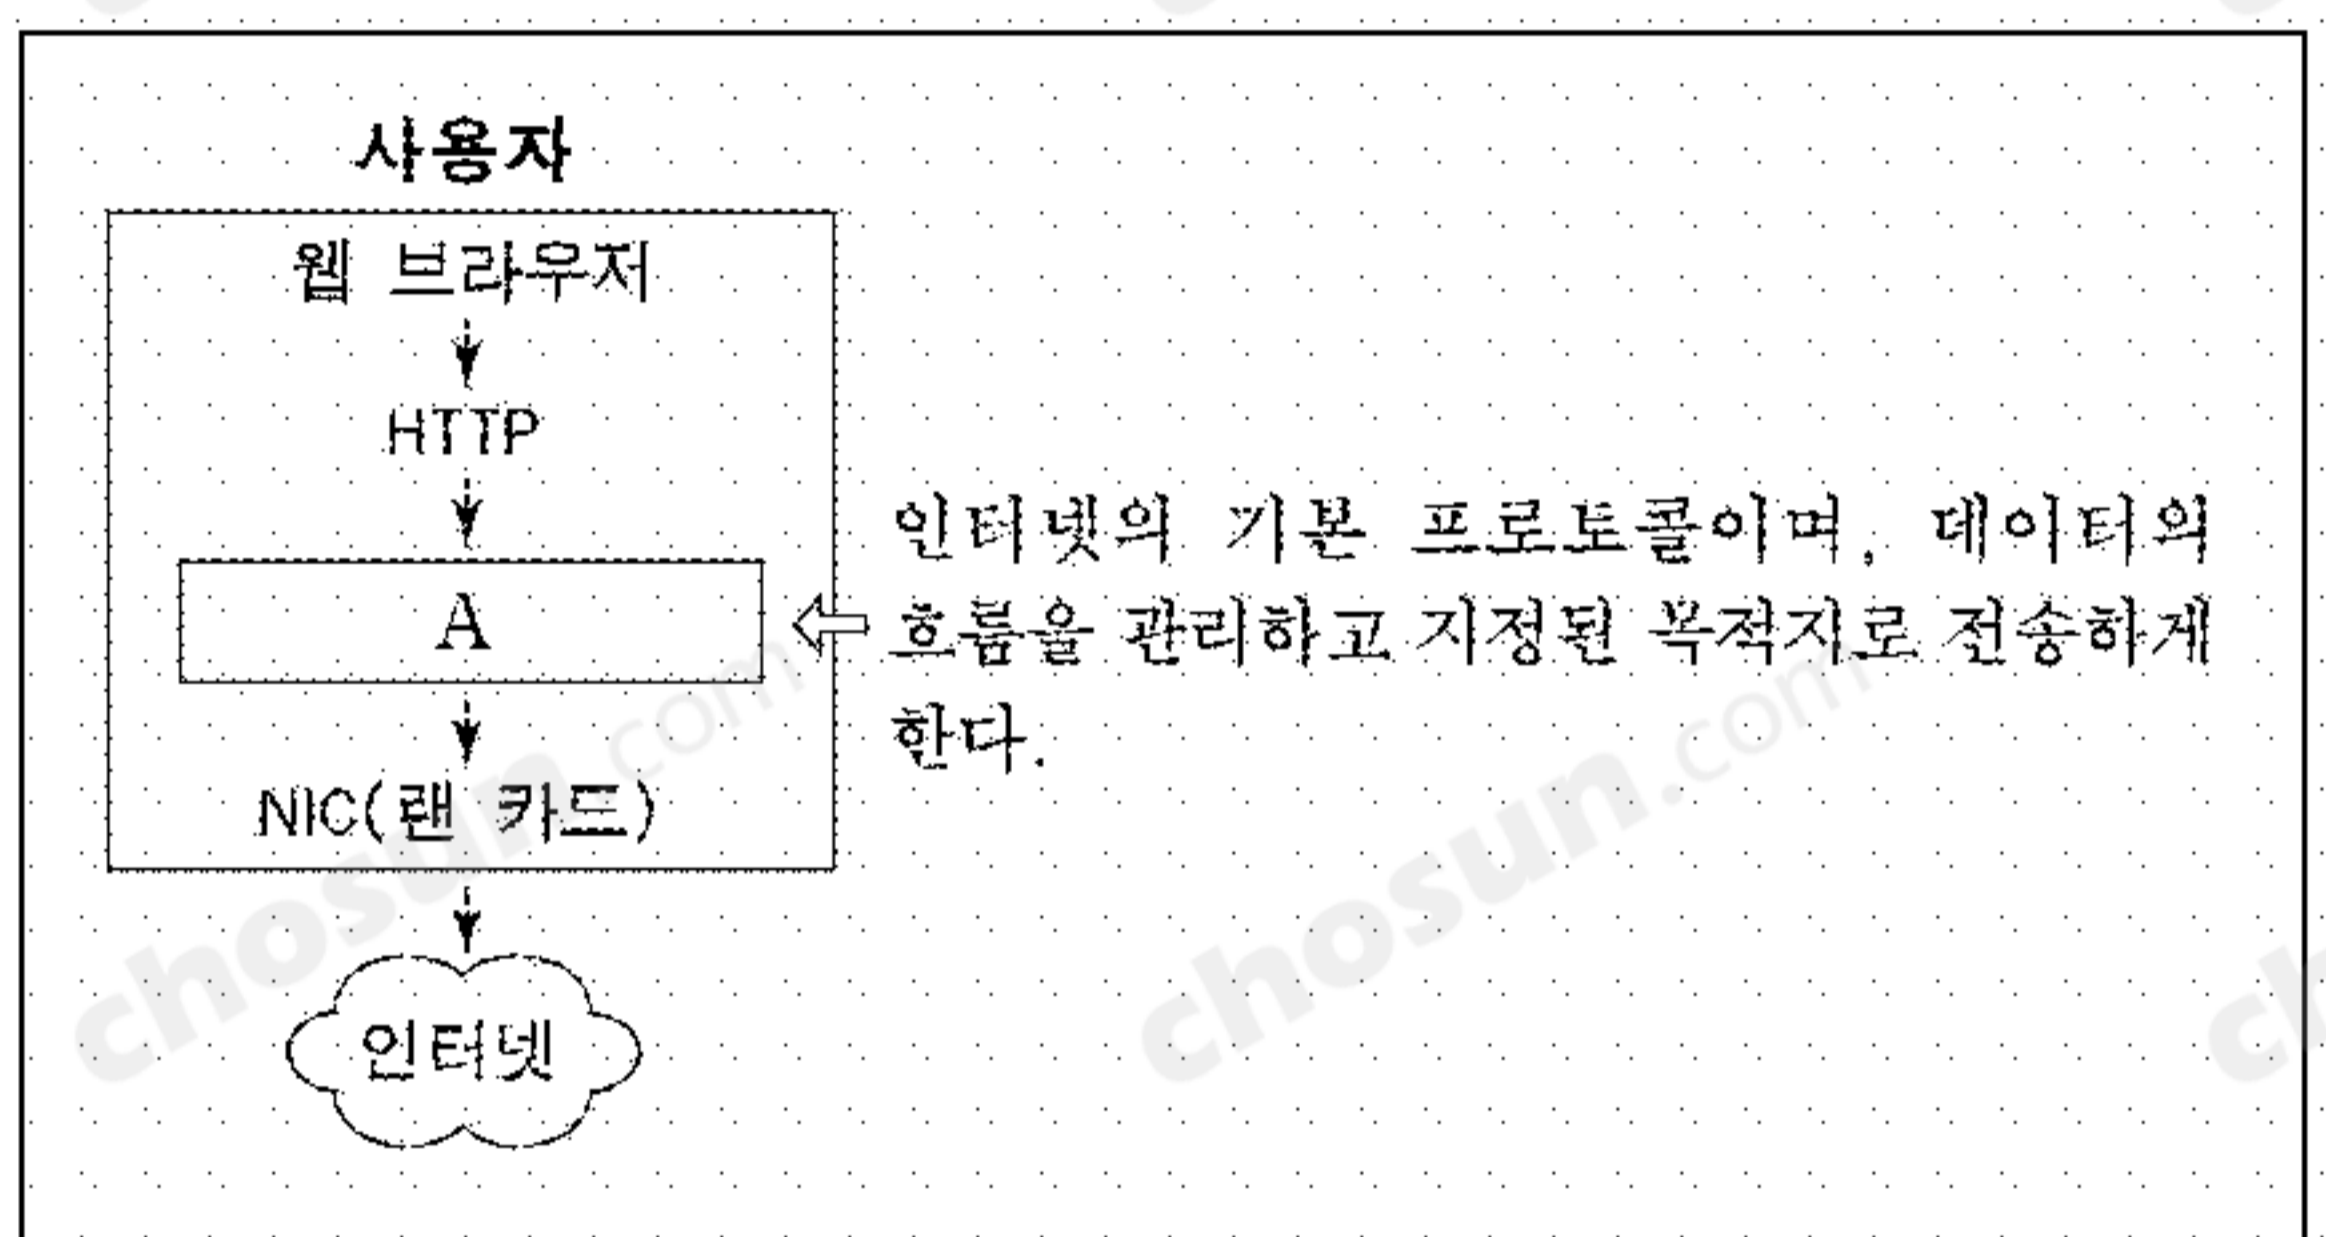 사용자
웹 브라우저
HTTP
A
인터넷의 기본 프로토콜이며, 데이터의
흐름을 관리하고 지정된 목적지로 전송하게
한다.
NIC(랜 카드)
인터넷
chosun.com
chosun.com
ch